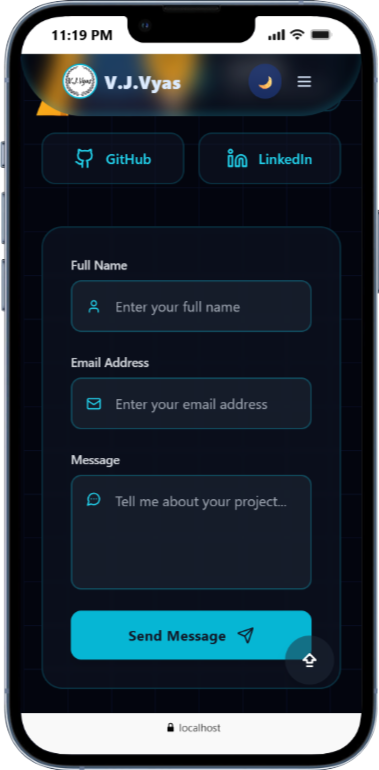 11:19 PM
V.J.Vyas
V.J.Vyas
GitHub
LinkedIn
Full Name
Enter your full name
Email Address
Enter your email address
Message
Tell me about your project...
Send Message
localhost